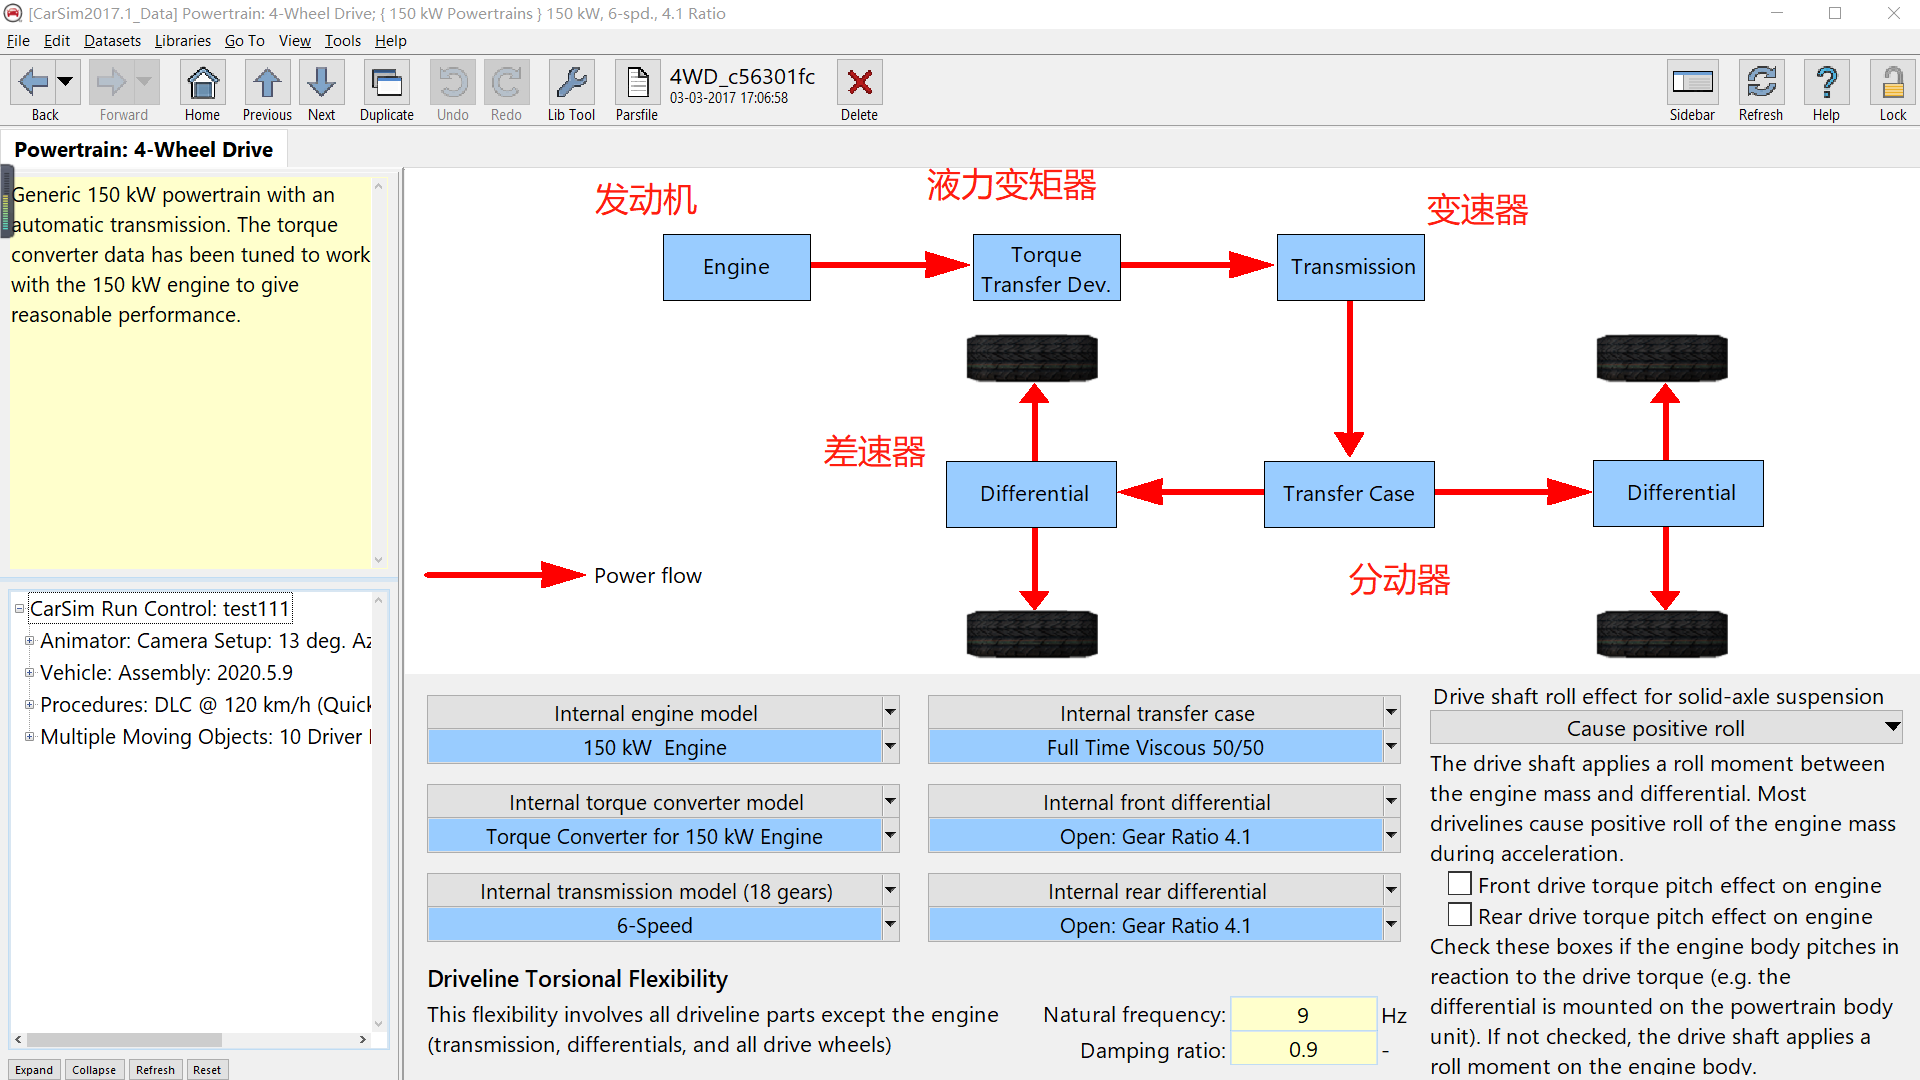 [CarSim2017.1_Data] Powertrain: 4-Wheel Drive; { 150 kW Powertrains } 150 kW, 6-spd., 4.1 Ratio
File Edit Datasets Libraries Go To View Tools Help
4WD_c56301fc
03-03-2017 17:06:58
Back Forward Home Previous Next Duplicate Undo Redo Lib Tool Parsfile Delete Sidebar Refresh Help Lock
Powertrain: 4-Wheel Drive
Generic 150 kW powertrain with an
automatic transmission. The torque
converter data has been tuned to work
with the 150 kW engine to give
reasonable performance.
CarSim Run Control: test111
Animator: Camera Setup: 13 deg. Az
Vehicle: Assembly: 2020.5.9
Procedures: DLC @ 120 km/h (Quick
Multiple Moving Objects: 10 Driver
Expand Collapse Refresh Reset
发动机
液力变矩器
变速器
Engine
Torque
Transfer Dev.
Transmission
差速器
Differential
Transfer Case
Differential
分动器
Power flow
Internal engine model
150 kW Engine
Internal torque converter model
Torque Converter for 150 kW Engine
Internal transmission model (18 gears)
6-Speed
Internal transfer case
Full Time Viscous 50/50
Internal front differential
Open: Gear Ratio 4.1
Internal rear differential
Open: Gear Ratio 4.1
Driveline Torsional Flexibility
This flexibility involves all driveline parts except the engine
(transmission, differentials, and all drive wheels)
Natural frequency: 9 Hz
Damping ratio: 0.9 -
Drive shaft roll effect for solid-axle suspension
Cause positive roll
The drive shaft applies a roll moment between
the engine mass and differential. Most
drivelines cause positive roll of the engine mass
during acceleration.
Front drive torque pitch effect on engine
Rear drive torque pitch effect on engine
Check these boxes if the engine body pitches in
reaction to the drive torque (e.g. the
differential is mounted on the powertrain body
unit). If not checked, the drive shaft applies a
roll moment on the engine body.